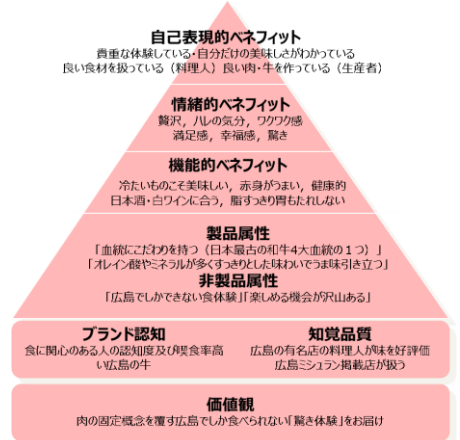 自己表現的ベネフィット
貴重な体験している・自分だけの美味しさがわかっている
良い食材を扱っている（料理人）良い肉・牛を作っている（生産者）
情緒的ベネフィット
贅沢，ハレの気分，ワクワク感
満足感，幸福感，驚き
機能的ベネフィット
冷たいものこそ美味しい，赤身がうまい，健康的
日本酒・白ワインに合う，脂すっきり胃もたれしない
製品属性
「血統にこだわりを持つ（日本最古の和牛4大血統の１つ）」
「オレイン酸やミネラルが多くすっきりとした味わいでうま味引き立つ」
非製品属性
「広島でしかできない食体験」「楽しめる機会が沢山ある」
ブランド認知
食に関心のある人の認知度及び喫食率高
い広島の牛
知覚品質
広島の有名店の料理人が味を好評価
広島ミシュラン掲載店が扱う
価値観
肉の固定概念を覆す広島でしか食べられない「驚き体験」をお届け